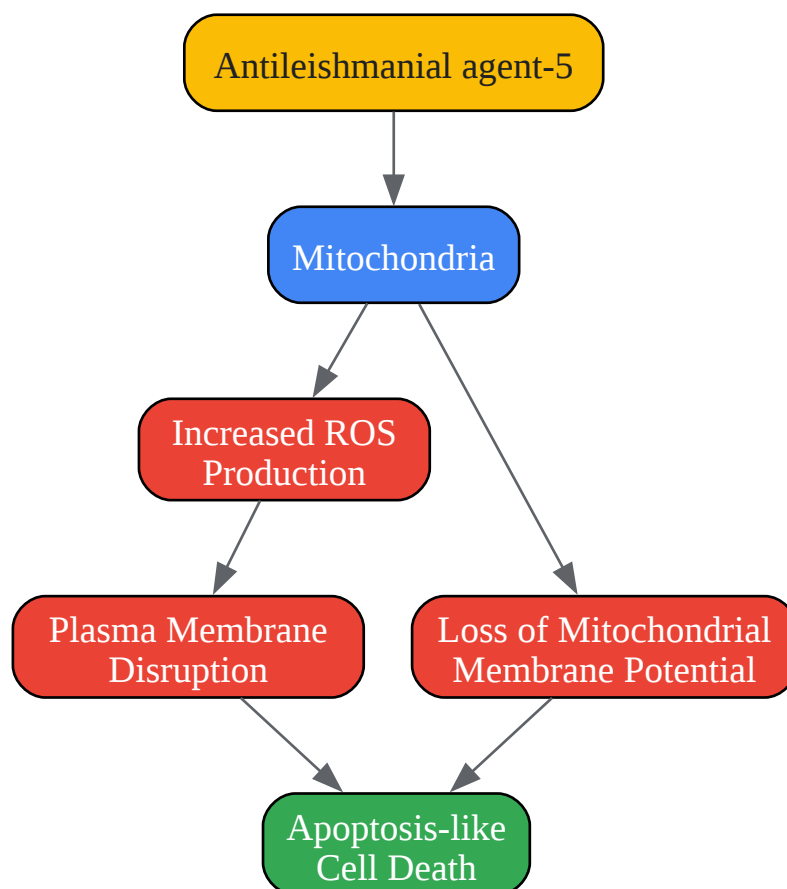 Antileishmanial agent-5
Mitochondria
Increased ROS
Production
Plasma Membrane
Disruption
Loss of Mitochondrial
Membrane Potential
Apoptosis-like
Cell Death